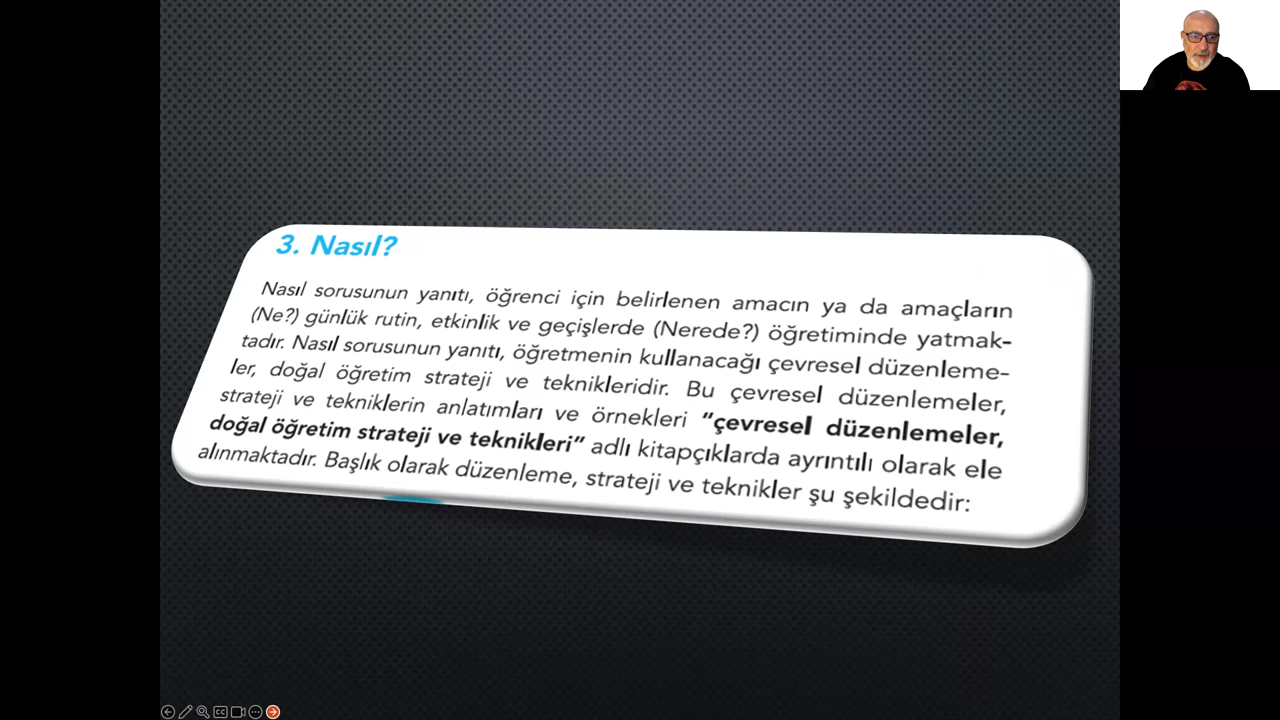 3. Nasıl?
Nasıl sorusunun yanıtı, öğrenci için belirlenen amacın ya da amaçların
(Ne?) günlük rutin, etkinlik ve geçişlerde (Nerede?) öğretiminde yatmak-
tadır. Nasıl sorusunun yanıtı, öğretmenin kullanacağı çevresel düzenleme-
ler, doğal öğretim strateji ve teknikleridir. Bu çevresel düzenlemeler,
strateji ve tekniklerin anlatımları ve örnekleri "çevresel düzenlemeler,
doğal öğretim strateji ve teknikleri" adlı kitapçıklarda ayrıntılı olarak ele
alınmaktadır. Başlık olarak düzenleme, strateji ve teknikler şu şekildedir: